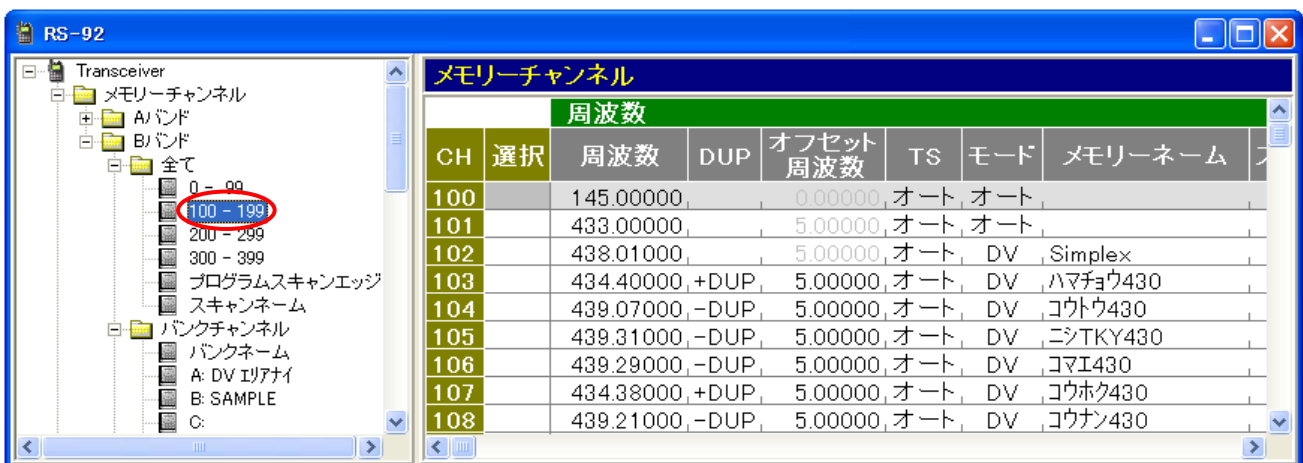 RS-92
Transceiver
メモリーチャンネル
Aバンド
Bバンド
全て
0 - 99
100 - 199
200 - 299
300 - 399
プログラムスキャンエッジ
スキャンネーム
バンクチャンネル
バンクネーム
A: DV ｴﾘｱﾅｲ
B: SAMPLE
C:
メモリーチャンネル
周波数
CH 選択 周波数 DUP オフセット周波数 TS モード メモリーネーム
100 145.00000 0.00000 オート オート
101 433.00000 5.00000 オート オート
102 438.01000 5.00000 オート DV Simplex
103 434.40000 +DUP 5.00000 オート DV ﾊﾏﾁｮｳ430
104 439.07000 -DUP 5.00000 オート DV ｺｳﾄｳ430
105 439.31000 -DUP 5.00000 オート DV ﾆｼTKY430
106 439.29000 -DUP 5.00000 オート DV ｺﾏｴ430
107 434.38000 +DUP 5.00000 オート DV ｺｳﾎｸ430
108 439.21000 -DUP 5.00000 オート DV ｺｳﾅﾝ430